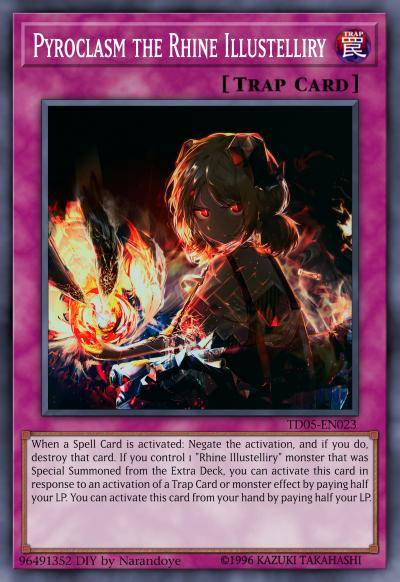 Pyroclasm the Rhine Illustelliry
TRAP
罠
[TRAP CARD]
TD05-EN023
When a Spell Card is activated: Negate the activation, and if you do,
destroy that card. If you control 1 "Rhine Illustelliry" monster that was
Special Summoned from the Extra Deck, you can activate this card in
response to an activation of a Trap Card or monster effect by paying half
your LP. You can activate this card from your hand by paying half your LP.
96491352 DIY by Narandoye
©1996 KAZUKI TAKAHASHI